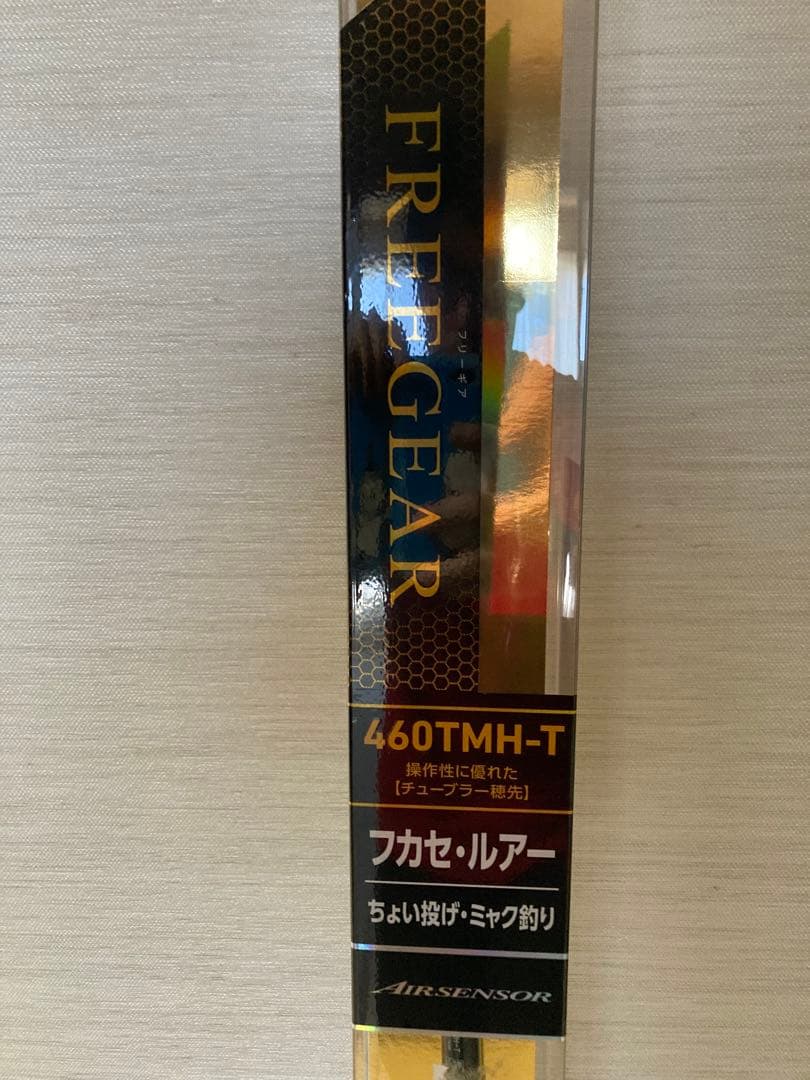 FREEGEAR
フリーギア
460TMH-T
操作性に優れた
【チューブラー穂先】
フカセ・ルアー
ちょい投げ・ミャク釣り
AIRSENSOR